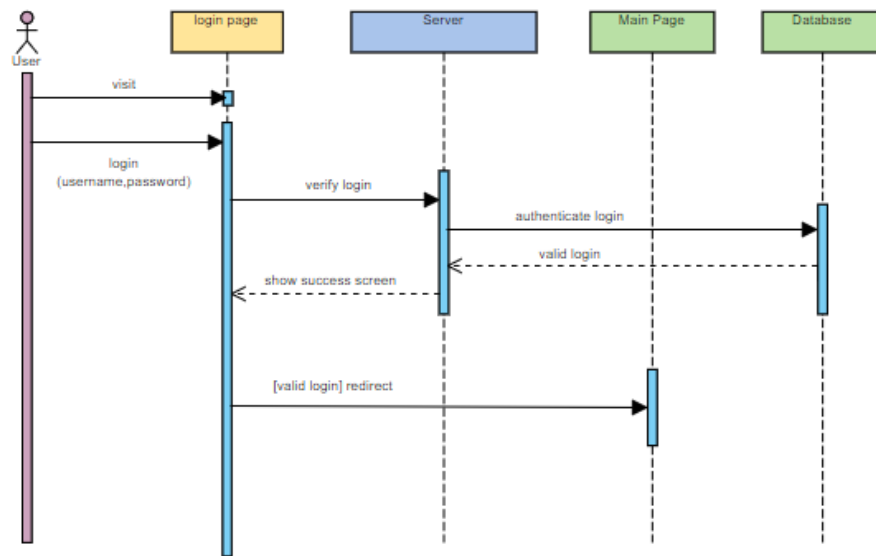 login page
Server
Main Page
Database
User
visit
login
(username,password)
verify login
authenticate login
valid login
show success screen
[valid login] redirect